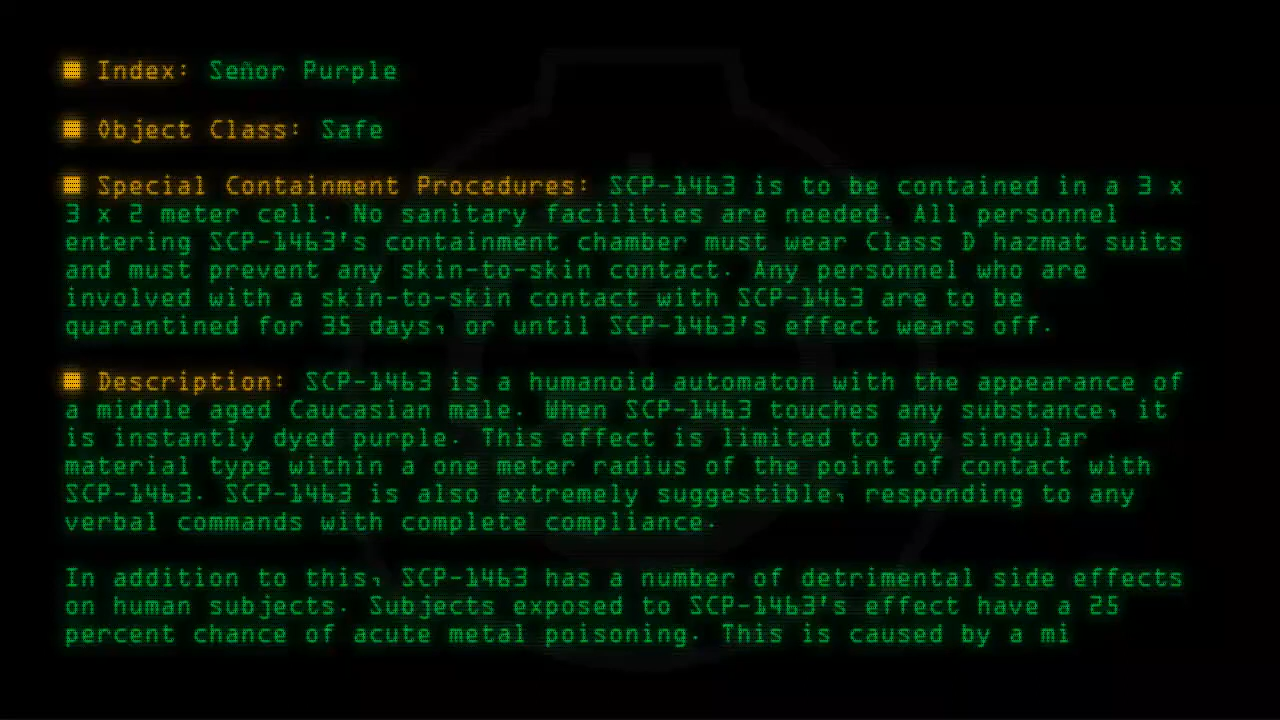 Index: Señor Purple
Object Class: Safe
Special Containment Procedures: SCP-1463 is to be contained in a 3 x
3 x 2 meter cell. No sanitary facilities are needed. All personnel
entering SCP-1463's containment chamber must wear Class D hazmat suits
and must prevent any skin-to-skin contact. Any personnel who are
involved with a skin-to-skin contact with SCP-1463 are to be
quarantined for 35 days, or until SCP-1463's effect wears off.
Description: SCP-1463 is a humanoid automaton with the appearance of
a middle aged Caucasian male. When SCP-1463 touches any substance, it
is instantly dyed purple. This effect is limited to any singular
material type within a one meter radius of the point of contact with
SCP-1463. SCP-1463 is also extremely suggestible, responding to any
verbal commands with complete compliance.
In addition to this, SCP-1463 has a number of detrimental side effects
on human subjects. Subjects exposed to SCP-1463's effect have a 25
percent chance of acute metal poisoning. This is caused by a mi